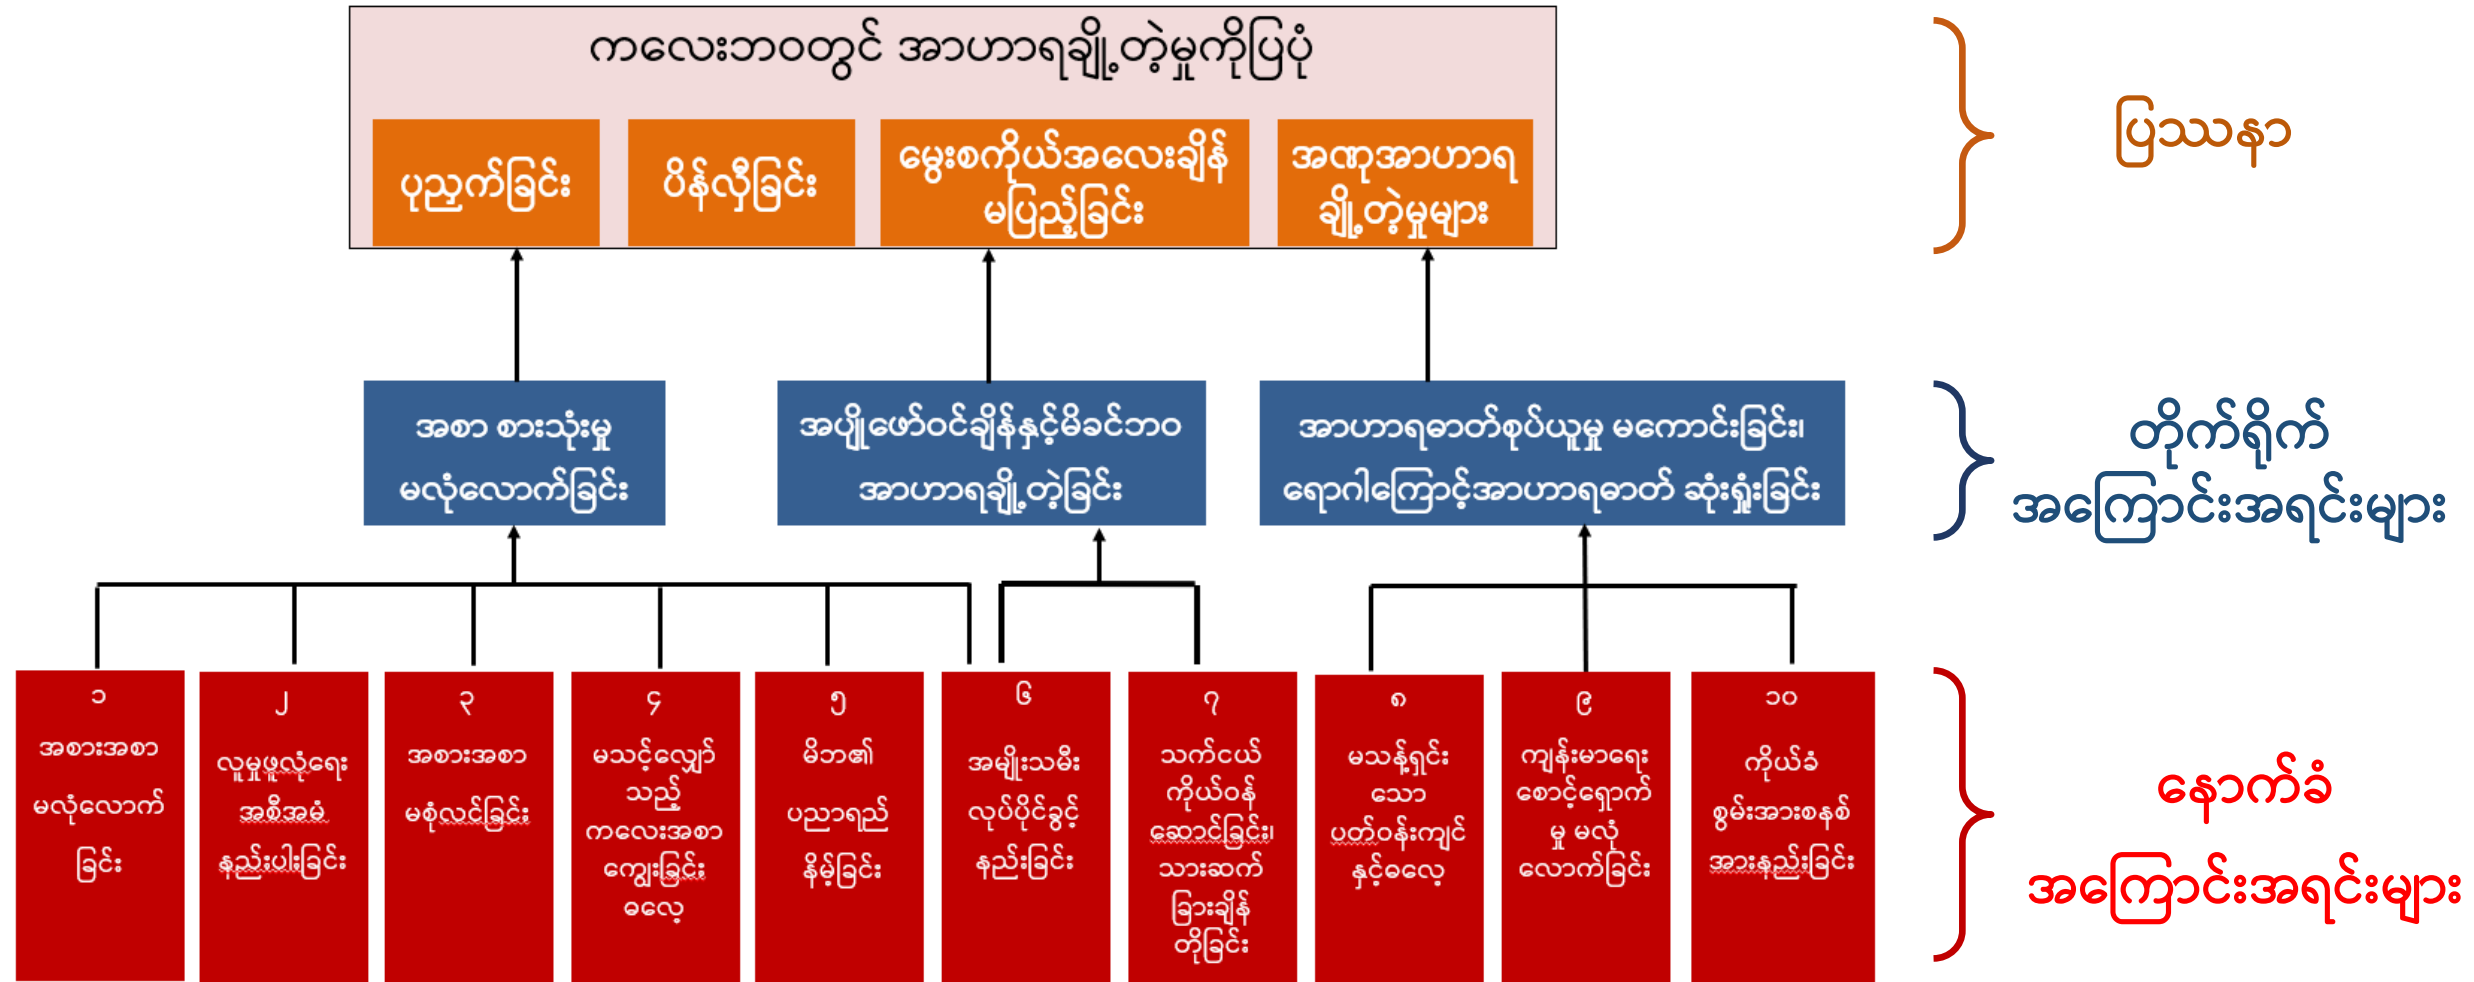 ကလေးဘဝတွင် အာဟာရချို့တဲ့မှုကိုပြပုံ
ပုညှက်ခြင်း
ပိန်လှီခြင်း
မွေးစကိုယ်အလေးချိန်
မပြည့်ခြင်း
အဏုအာဟာရ
ချို့တဲ့မှုများ
ပြဿနာ
အစာ စားသုံးမှု
မလုံလောက်ခြင်း
အပျိုဖော်ဝင်ချိန်နှင့်မိခင်ဘဝ
အာဟာရချို့တဲ့ခြင်း
အာဟာရဓာတ်စုပ်ယူမှု မကောင်းခြင်း၊
ရောဂါကြောင့်အာဟာရဓာတ် ဆုံးရှုံးခြင်း
တိုက်ရိုက်
အကြောင်းအရင်းများ
၁
အစားအစာ
မလုံလောက်
ခြင်း
၂
လူမှုဖူလုံရေး
အစီအမံ
နည်းပါးခြင်း
၃
အစားအစာ
မစုံလင်ခြင်း
၄
မသင့်လျှော်
သည့်
ကလေးအစာ
ကျွေးခြင်း
ဓလေ့
၅
မိဘ၏
ပညာရည်
နိမ့်ခြင်း
၆
အမျိုးသမီး
လုပ်ပိုင်ခွင့်
နည်းခြင်း
၇
သက်ငယ်
ကိုယ်ဝန်
ဆောင်ခြင်း၊
သားဆက်
ခြားချိန်
တိုခြင်း
၈
မသန့်ရှင်း
သော
ပတ်ဝန်းကျင်
နှင့်ဓလေ့
၉
ကျန်းမာရေး
စောင့်ရှောက်
မှု မလုံ
လောက်ခြင်း
၁၀
ကိုယ်ခံ
စွမ်းအားစနစ်
အားနည်းခြင်း
နောက်ခံ
အကြောင်းအရင်းများ